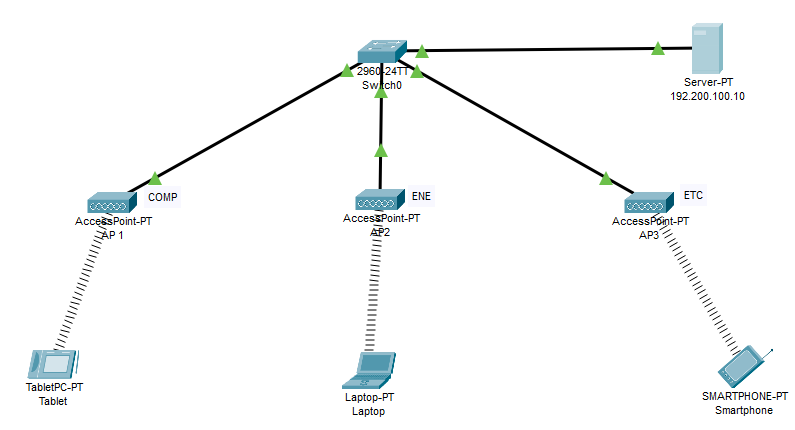 2960-24TT
Switch0
Server-PT
192.200.100.10
COMP
AccessPoint-PT
AP 1
ENE
AccessPoint-PT
AP2
ETC
AccessPoint-PT
AP3
TabletPC-PT
Tablet
Laptop-PT
Laptop
SMARTPHONE-PT
Smartphone